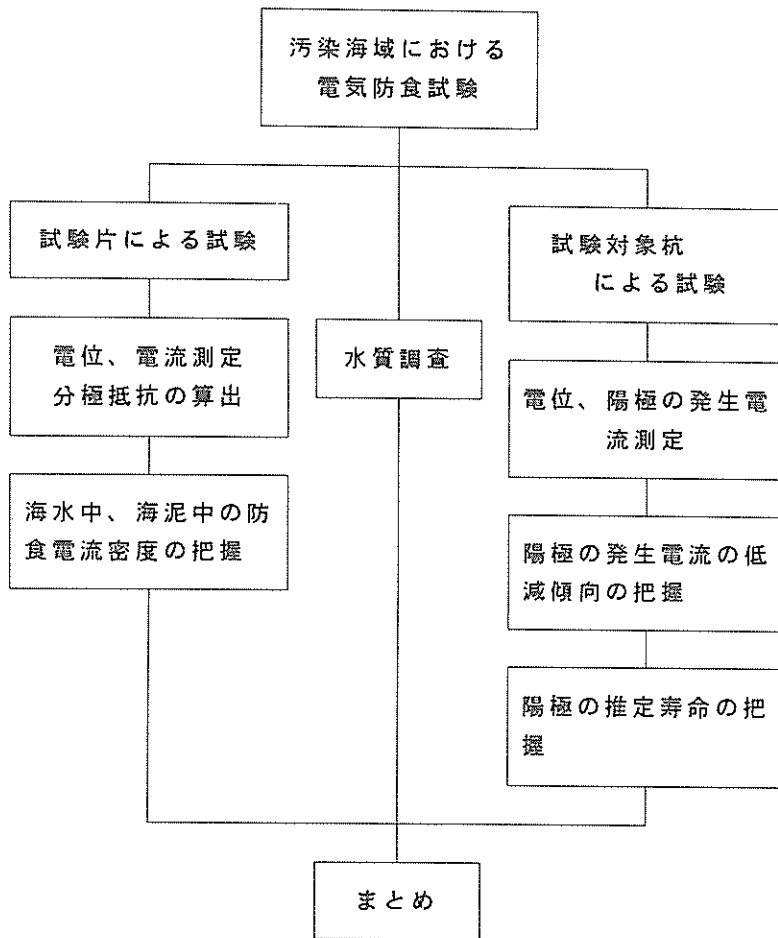 汚染海域における
電気防食試験
試験片による試験
電位、電流測定
分極抵抗の算出
海水中、海泥中の防
食電流密度の把握
水質調査
試験対象杭
による試験
電位、陽極の発生電
流測定
陽極の発生電流の低
減傾向の把握
陽極の推定寿命の把
握
まとめ